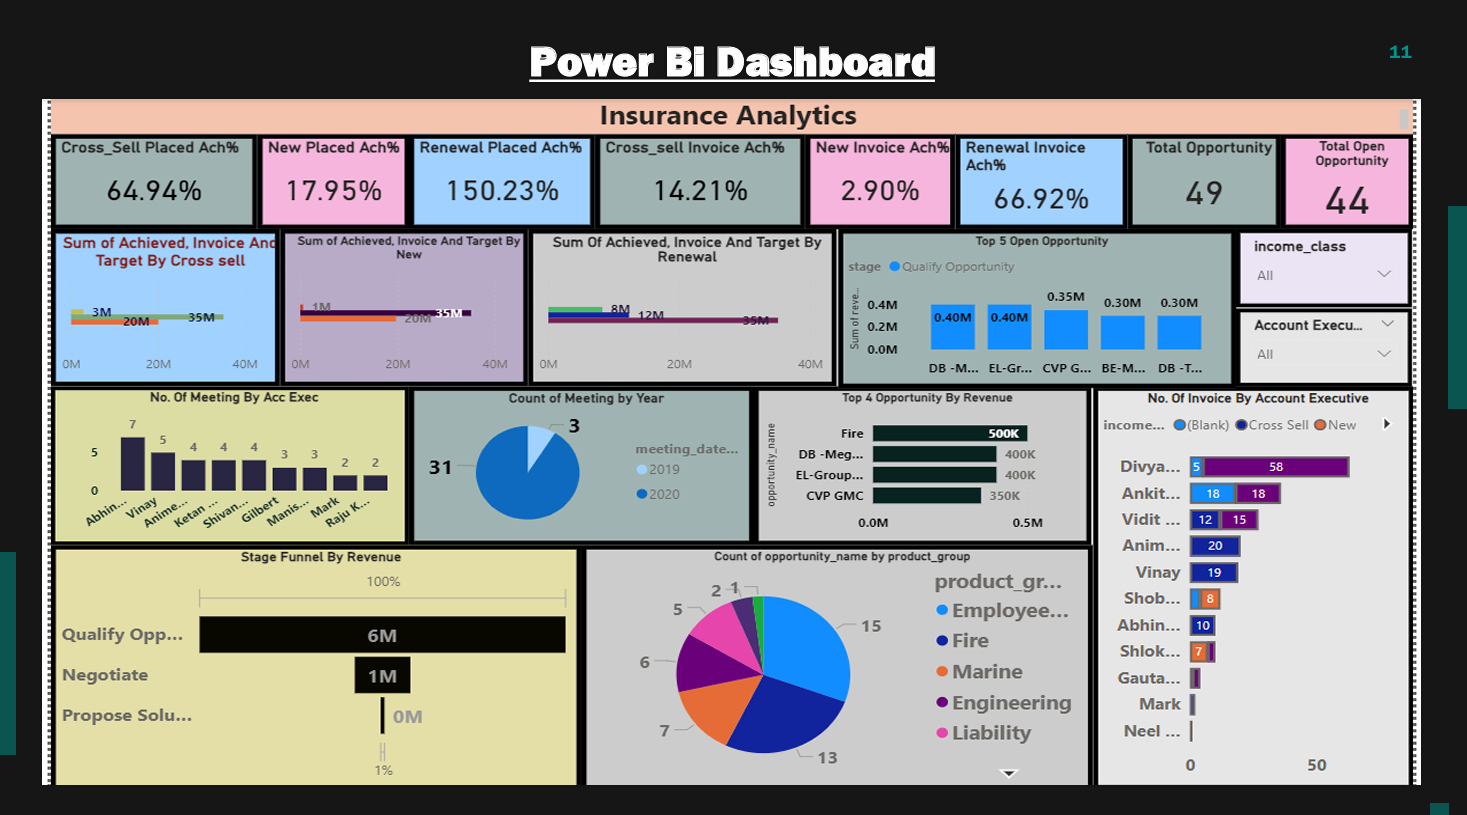 Power Bi Dashboard
11
Insurance Analytics
Cross_Sell Placed Ach%
64.94%
New Placed Ach%
17.95%
Renewal Placed Ach%
150.23%
Cross_sell Invoice Ach%
14.21%
New Invoice Ach%
2.90%
Renewal Invoice
Ach%
66.92%
Total Opportunity
49
Total Open
Opportunity
44
Sum of Achieved, Invoice And
Target By Cross sell
3M
35M
20M
0M 20M 40M
Sum of Achieved, Invoice And Target By
New
1M
35M
20M
0M 20M 40M
Sum Of Achieved, Invoice And Target By
Renewal
8M
12M
35M
0M 20M 40M
Top 5 Open Opportunity
stage Qualify Opportunity
Sum of reve...
0.4M
0.2M
0.0M
0.40M 0.40M 0.35M 0.30M 0.30M
DB -M... EL-Gr... CVP G... BE-M... DB -T...
income_class
All
Account Execu...
All
No. Of Meeting By Acc Exec
5
0
7 5 4 4 4 3 3 2 2
Abhin... Vinay Anime... Ketan ... Shivan... Gilbert Manis... Mark Raju K...
Count of Meeting by Year
3
31
meeting_date...
2019
2020
Top 4 Opportunity By Revenue
opportunity_name
Fire 500K
DB -Meg... 400K
EL-Group... 400K
CVP GMC 350K
0.0M 0.5M
No. Of Invoice By Account Executive
income... (Blank) Cross Sell New
Divya... 5 58
Ankit... 18 18
Vidit ... 12 15
Anim... 20
Vinay 19
Shob... 8
Abhin... 10
Shlok... 7
Gauta...
Mark
Neel ...
0 50
Stage Funnel By Revenue
100%
Qualify Opp... 6M
Negotiate 1M
Propose Solu... 0M
1%
Count of opportunity_name by product_group
15
13
7
6
5
2
1
product_gr...
Employee...
Fire
Marine
Engineering
Liability